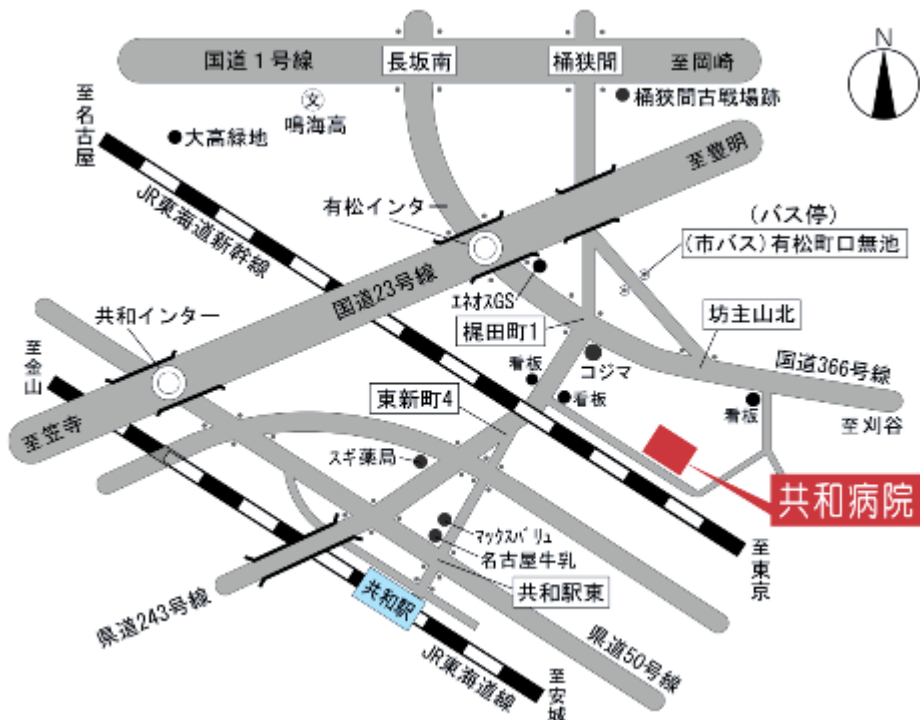 国道１号線
長坂南
桶狭間
至岡崎
N
至名古屋
文
鳴海高
桶狭間古戦場跡
大高緑地
至豊明
JR東海道新幹線
有松インター
(バス停)
(市バス)有松町口無池
国道23号線
エネオスGS
共和インター
梶田町1
坊主山北
至金山
コジマ
国道366号線
看板
東新町4
看板
看板
至刈谷
至笠寺
スギ薬局
共和病院
マックスバリュ
名古屋牛乳
至東京
共和駅
共和駅東
県道243号線
県道50号線
JR東海道線
至安城